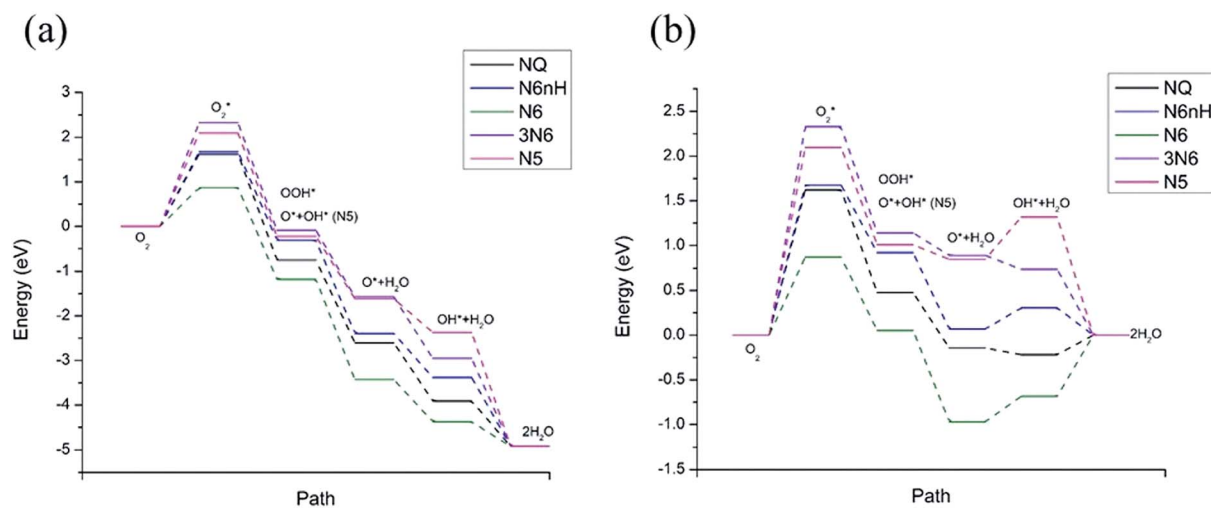 (a)
NQ
N6nH
N6
3N6
N5
3
2
1
0
-1
-2
-3
-4
-5
Energy (eV)
Path
O2
O2*
OOH*
O*+OH* (N5)
O*+H2O
OH*+H2O
2H2O
(b)
NQ
N6nH
N6
3N6
N5
2.5
2.0
1.5
1.0
0.5
0.0
-0.5
-1.0
-1.5
Energy (eV)
Path
O2
O2*
OOH*
O*+OH* (N5)
O*+H2O
OH*+H2O
2H2O